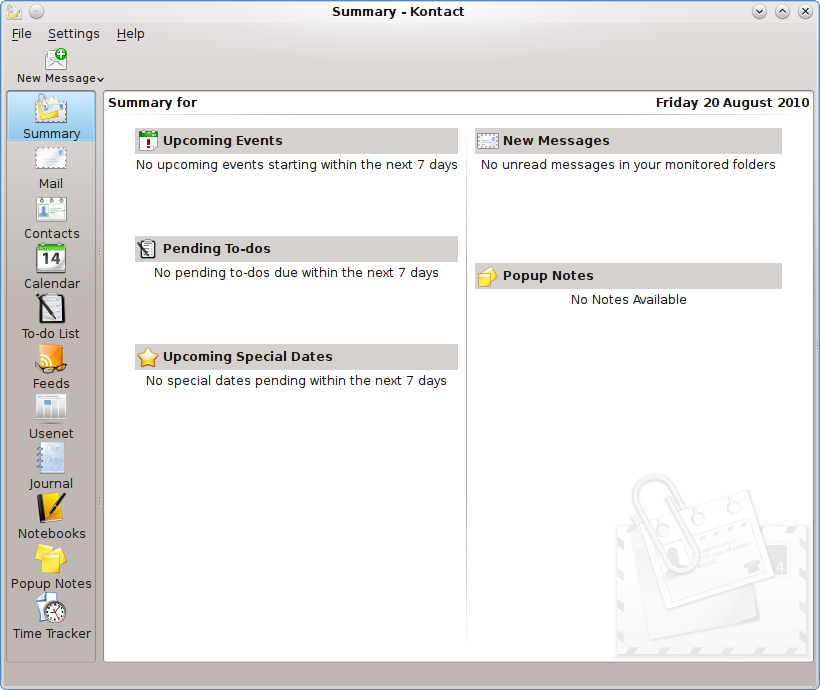 Summary - Kontact
File Settings Help
New Message
Summary
Mail
Contacts
14
Calendar
To-do List
Feeds
Usenet
Journal
Notebooks
Popup Notes
Time Tracker
Summary for
Friday 20 August 2010
Upcoming Events
No upcoming events starting within the next 7 days
Pending To-dos
No pending to-dos due within the next 7 days
Upcoming Special Dates
No special dates pending within the next 7 days
New Messages
No unread messages in your monitored folders
Popup Notes
No Notes Available
4